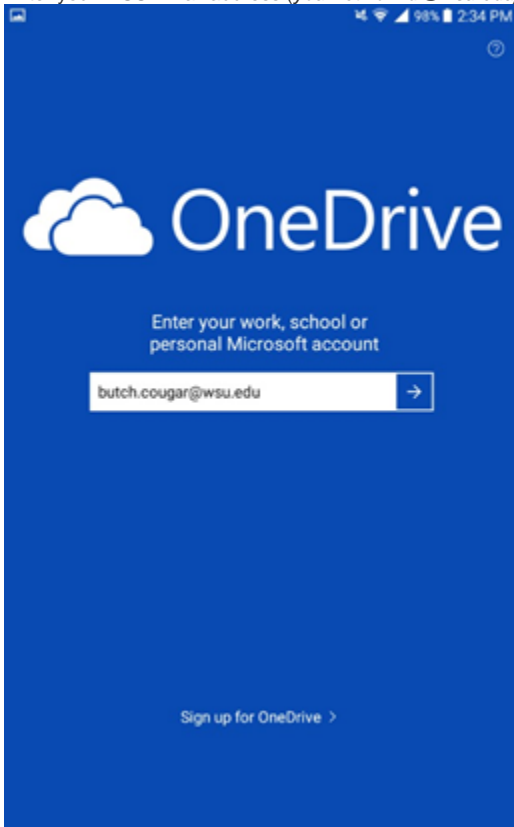 98% 2:34 PM
OneDrive
Enter your work, school or
personal Microsoft account
butch.cougar@wsu.edu
Sign up for OneDrive >